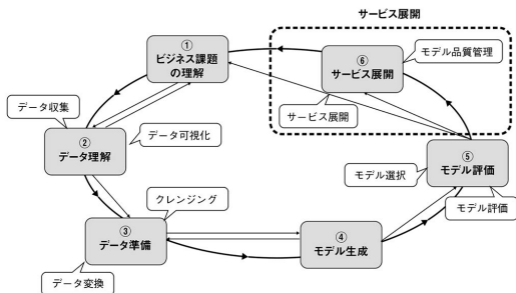 サービス展開
①
ビジネス課題
の理解
⑥
サービス展開
モデル品質管理
サービス展開
データ収集
②
データ理解
データ可視化
⑤
モデル評価
モデル選択
モデル評価
クレンジング
③
データ準備
④
モデル生成
データ変換